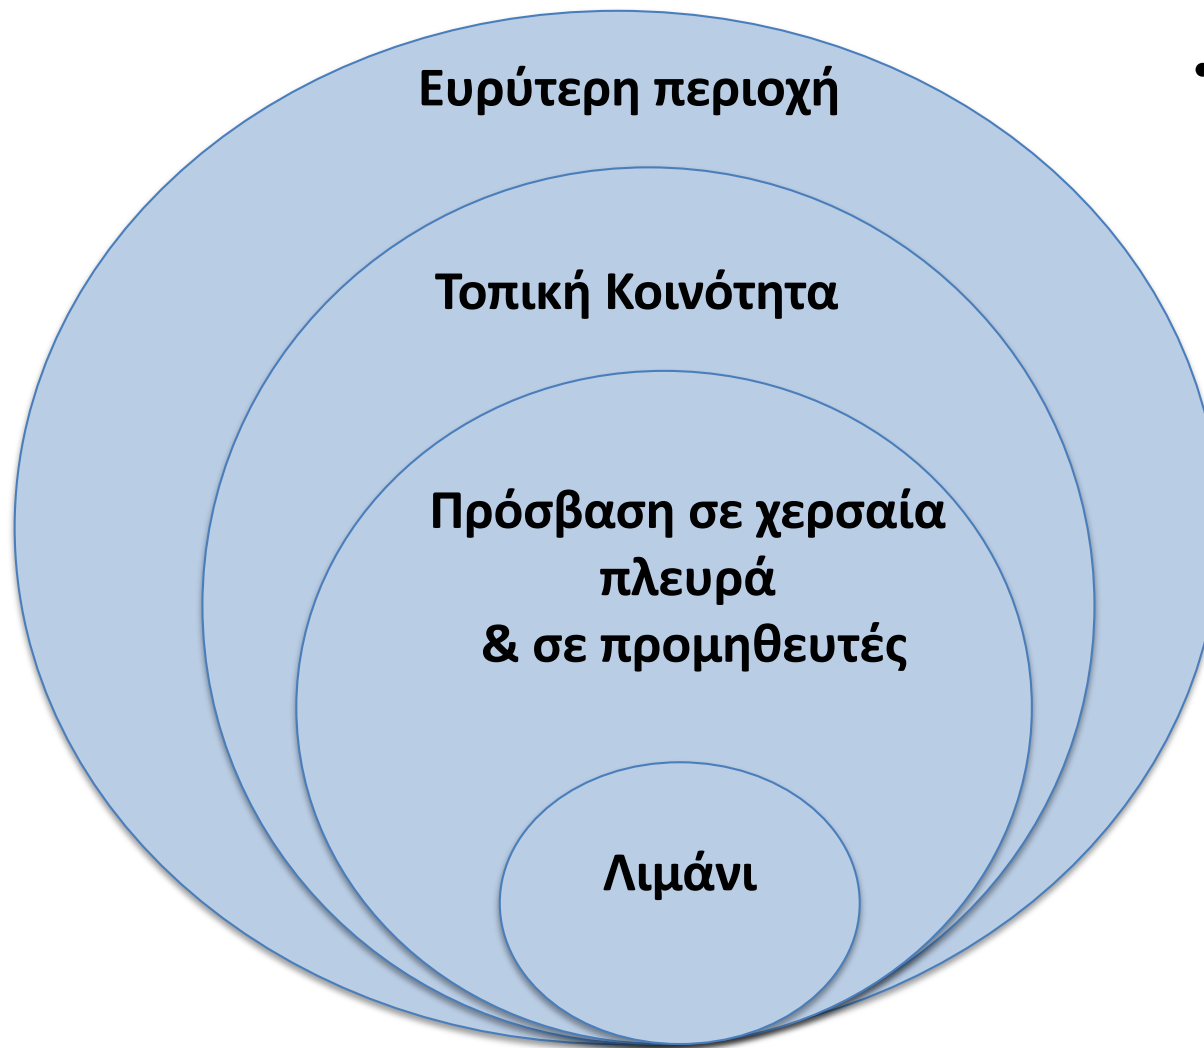 Ευρύτερη περιοχή
Τοπική Κοινότητα
Πρόσβαση σε χερσαία
πλευρά
& σε προμηθευτές
Λιμάνι